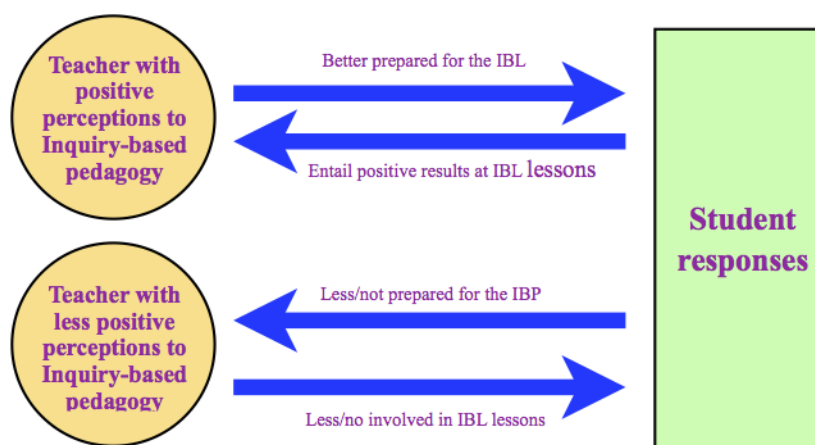 Teacher with
positive
perceptions to
Inquiry-based
pedagogy
Better prepared for the IBL
Entail positive results at IBL lessons
Student
responses
Teacher with
less positive
perceptions to
Inquiry-based
pedagogy
Less/not prepared for the IBP
Less/no involved in IBL lessons